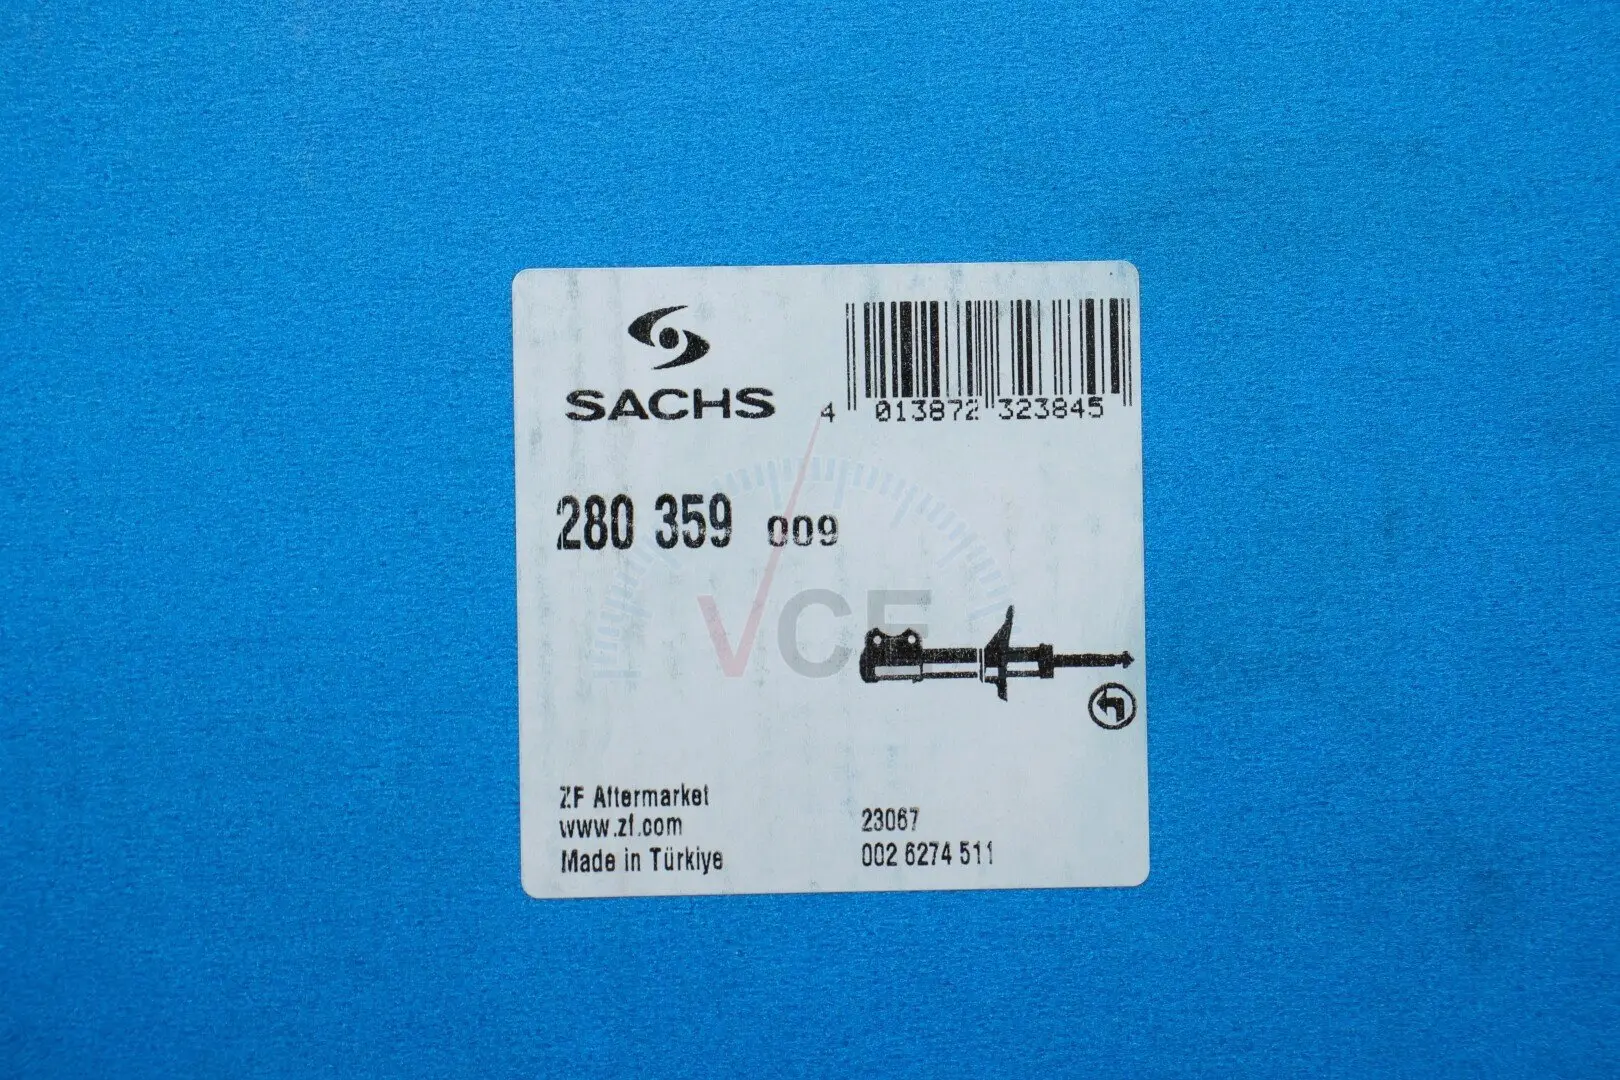 SACHS
4 013872 323845
280 359 009
VCE
ZF Aftermarket
www.zf.com
Made in Türkiye
23067
002 6274 511